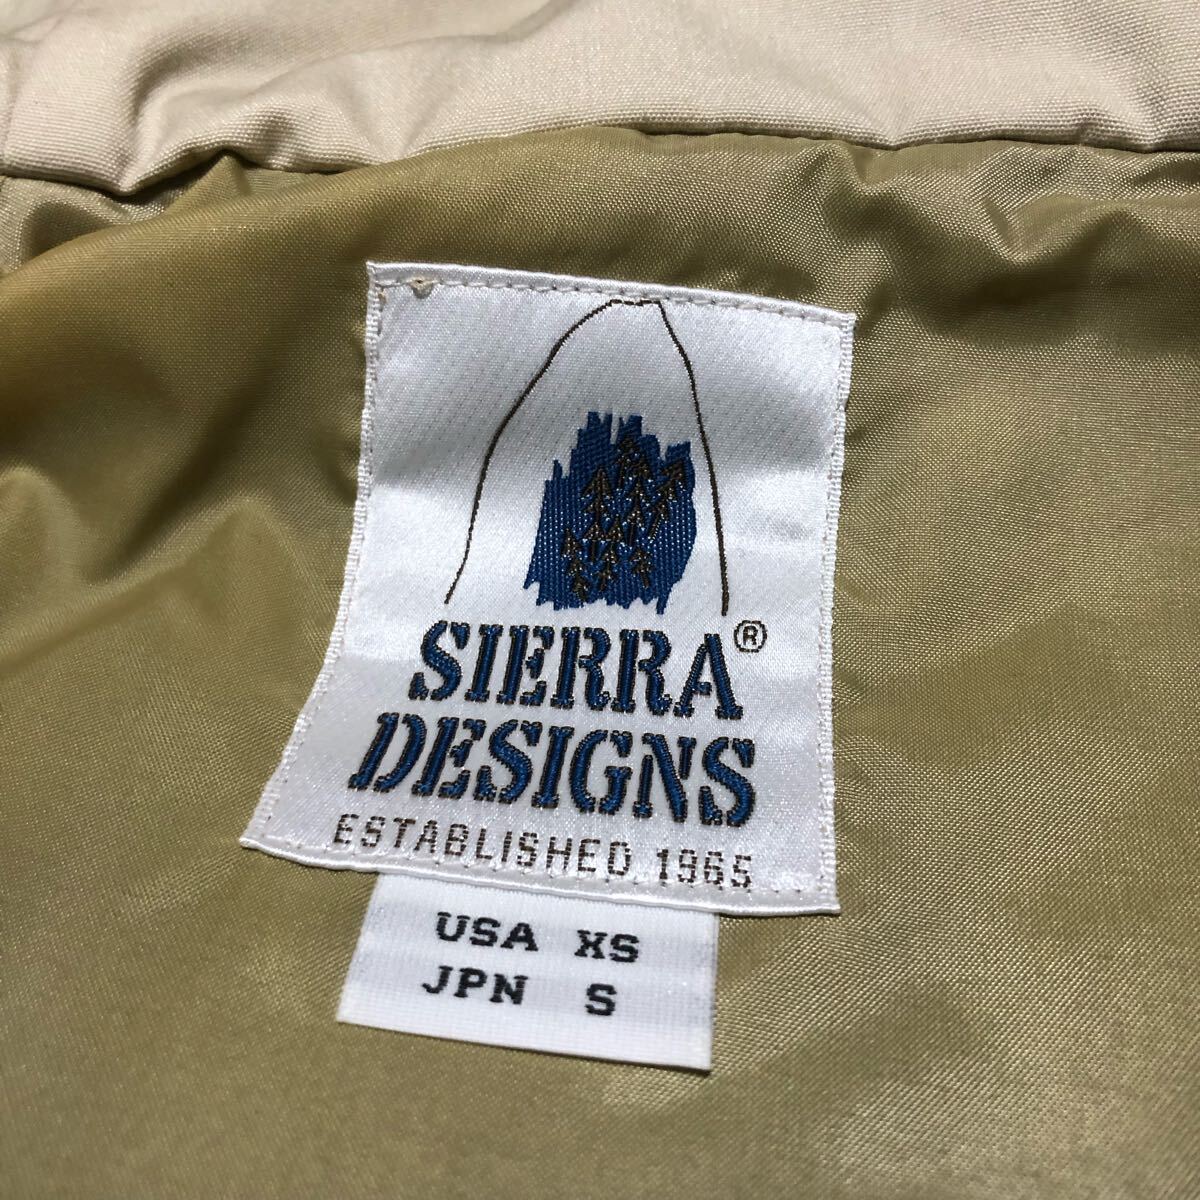 SIERRA®
DESIGNS
ESTABLISHED 1965
USA XS
JPN S